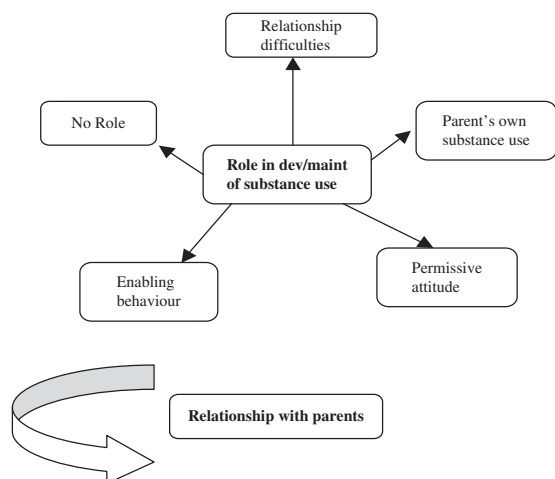 Relationship
difficulties
No Role
Parent's own
substance use
Role in dev/maint
of substance use
Enabling
behaviour
Permissive
attitude
Relationship with parents